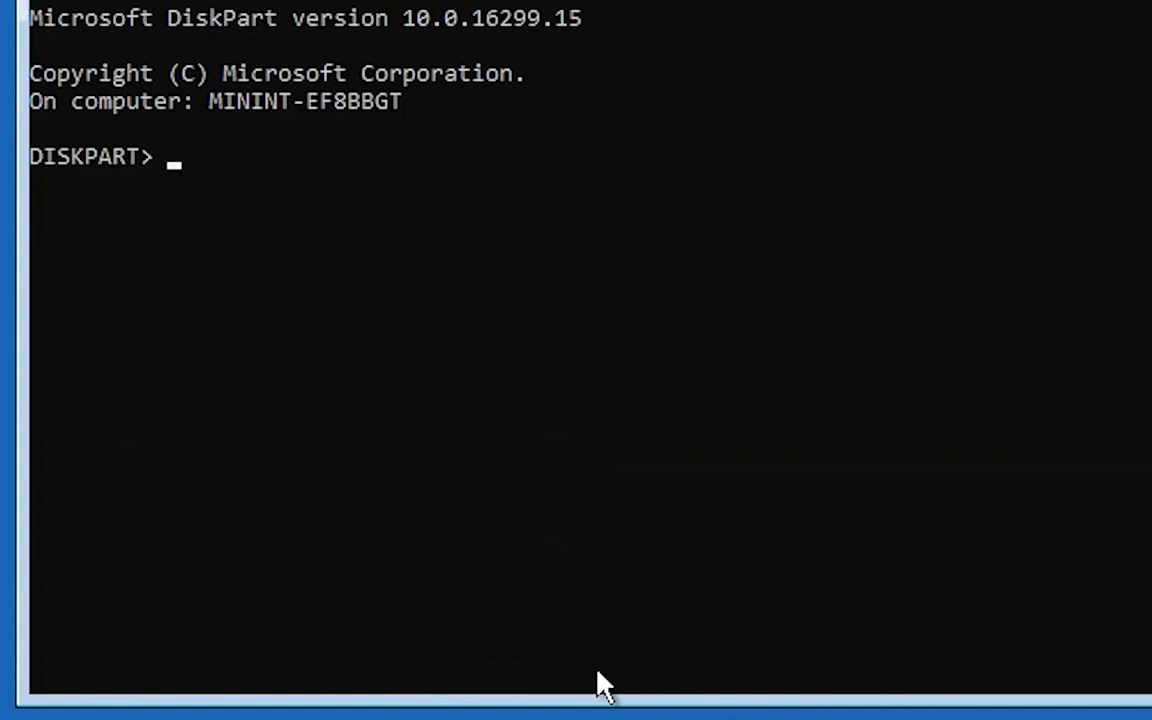 Microsoft DiskPart version 10.0.16299.15
Copyright (C) Microsoft Corporation.
On computer: MININT-EF8BBGT
DISKPART>